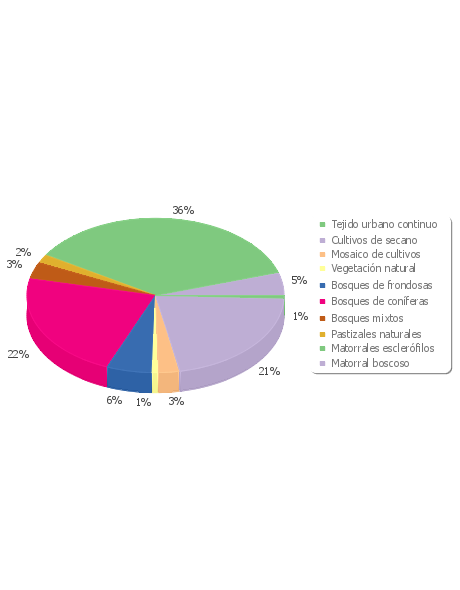 36%
2%
3%
5%
1%
22%
21%
6%
1%
3%
Tejido urbano continuo
Cultivos de secano
Mosaico de cultivos
Vegetación natural
Bosques de frondosas
Bosques de coníferas
Bosques mixtos
Pastizales naturales
Matorrales esclerófilos
Matorral boscoso